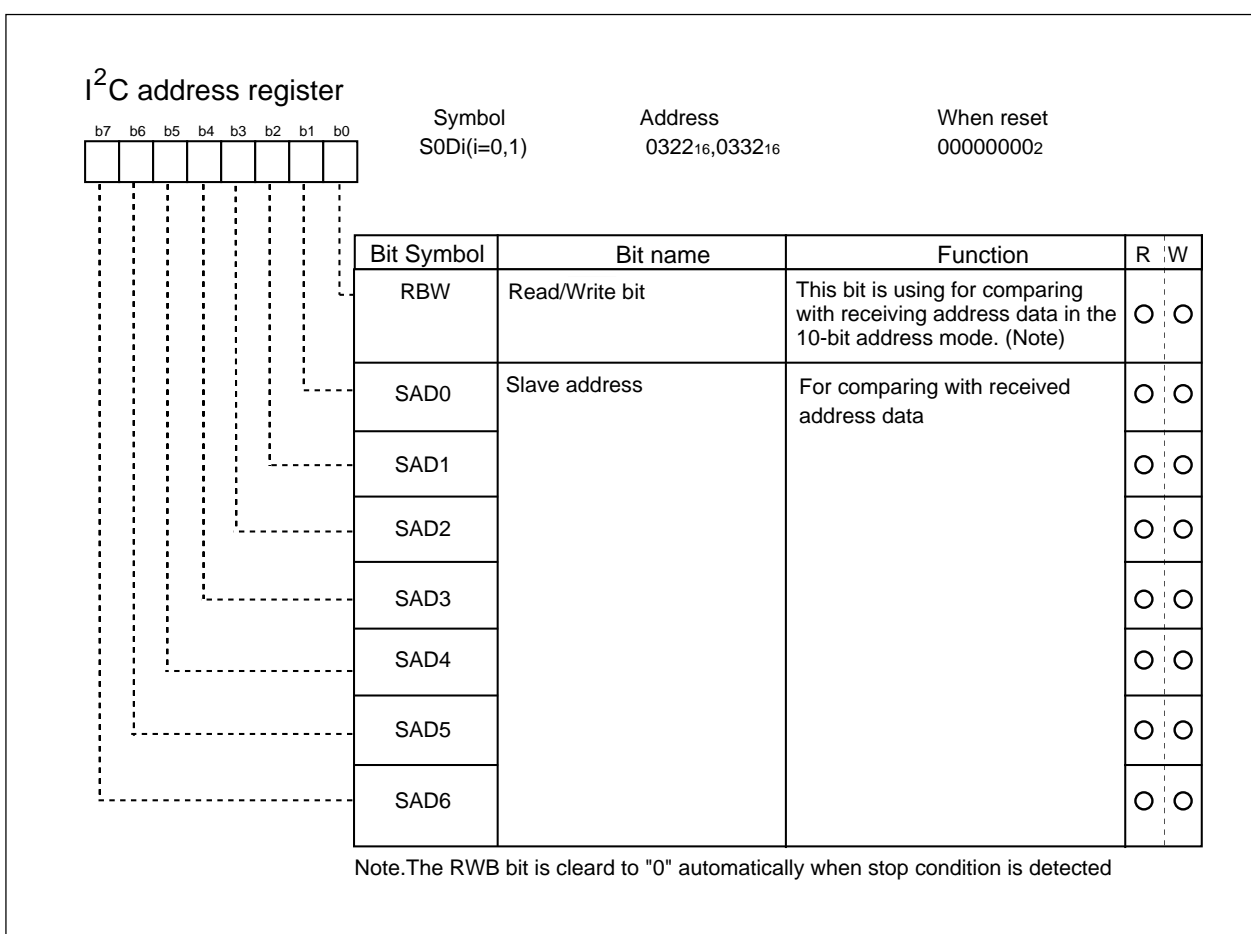 I²C address register
Symbol Address When reset
b7 b6 b5 b4 b3 b2 b1 b0
S0Di(i=0,1) 0322₁₆,0332₁₆ 00000000₂
Bit Symbol Bit name Function R W
RBW Read/Write bit This bit is using for comparing
with receiving address data in the
10-bit address mode. (Note)
SAD0 Slave address For comparing with received
address data
SAD1
SAD2
SAD3
SAD4
SAD5
SAD6
Note.The RWB bit is cleard to "0" automatically when stop condition is detected